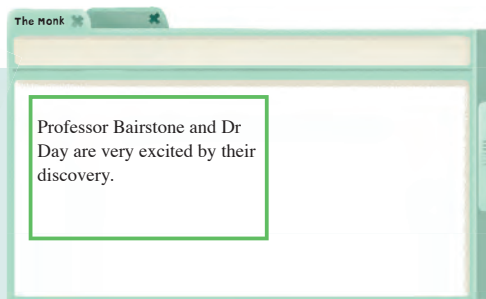 The Monk
Professor Bairstone and Dr
Day are very excited by their
discovery.